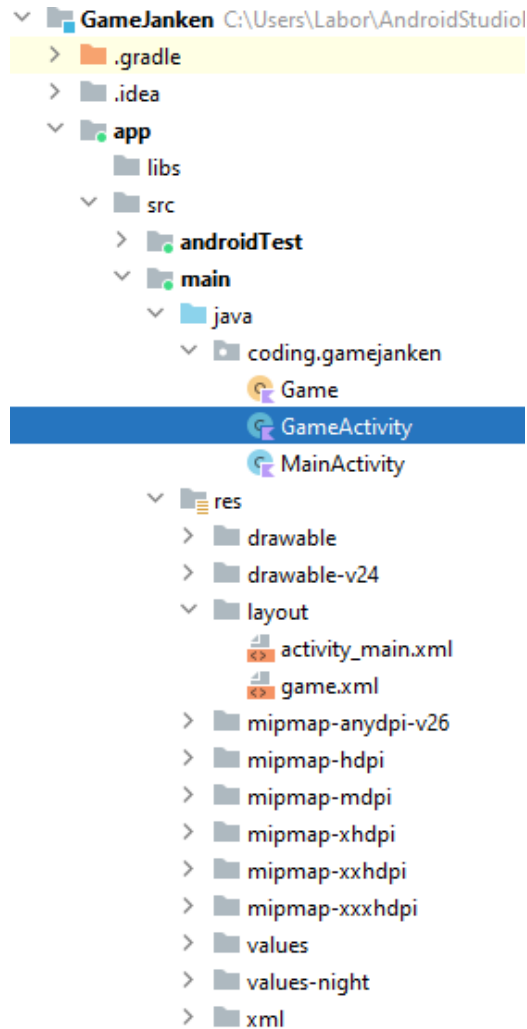 GameJanken C:\Users\Labor\AndroidStudio
.gradle
.idea
app
libs
src
androidTest
main
java
coding.gamejanken
Game
GameActivity
MainActivity
res
drawable
drawable-v24
layout
activity_main.xml
game.xml
mipmap-anydpi-v26
mipmap-hdpi
mipmap-mdpi
mipmap-xhdpi
mipmap-xxhdpi
mipmap-xxxhdpi
values
values-night
xml